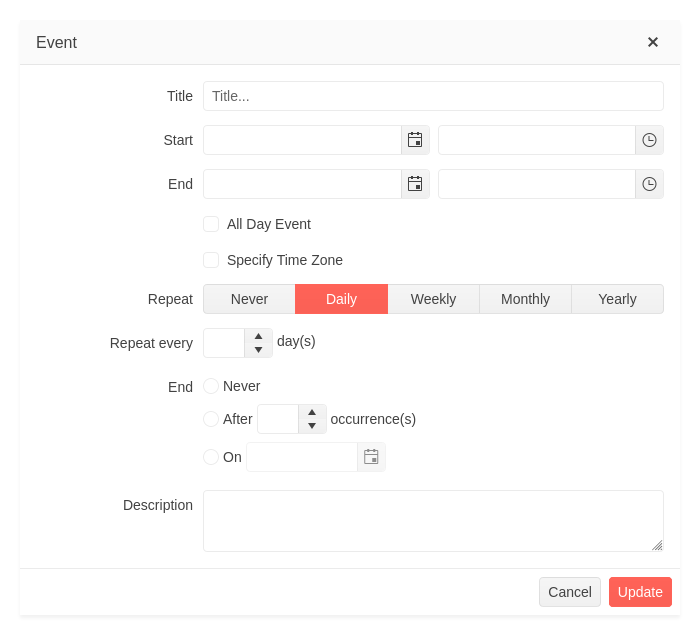 Event
Title Title...
Start
End
All Day Event
Specify Time Zone
Repeat Never Daily Weekly Monthly Yearly
Repeat every day(s)
End Never
After occurrence(s)
On
Description
Cancel Update